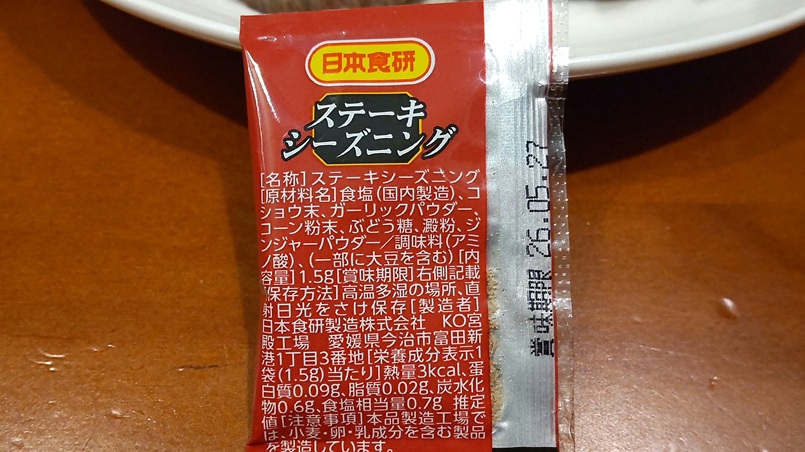 日本食研
ステーキ
シーズニング
[名称]ステーキシーズニング
[原材料名]食塩(国内製造)、コ
ショウ末、ガーリックパウダー、
コーン粉末、ぶどう糖、澱粉、ジ
ンジャーパウダー/調味料(アミ
ノ酸)、(一部に大豆を含む)[内
容量]1.5g[賞味期限]右側記載
[保存方法]高温多湿の場所、直
射日光をさけ保存[製造者]
日本食研製造株式会社 KO宮
殿工場 愛媛県今治市富田新
港1丁目3番地[栄養成分表示1
袋(1.5g)当たり]熱量3kcal、蛋
白質0.09g、脂質0.02g、炭水化
物0.6g、食塩相当量0.7g 推定
値[注意事項]本品製造工場で
は、小麦・卵・乳成分を含む製品
を製造しています。
賞味期限 26.05.27